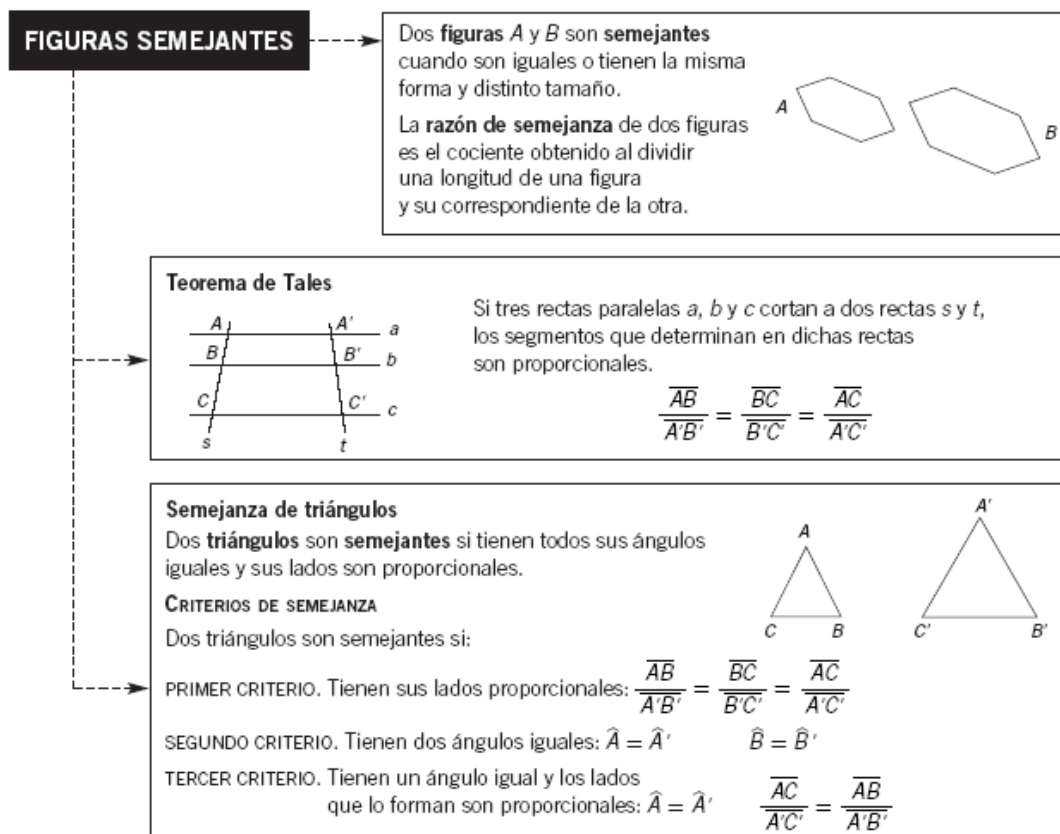 FIGURAS SEMEJANTES
Dos figuras A y B son semejantes
cuando son iguales o tienen la misma
forma y distinto tamaño.
La razón de semejanza de dos figuras
es el cociente obtenido al dividir
una longitud de una figura
y su correspondiente de la otra.
A
B
Teorema de Tales
A A' a
B B' b
C C' c
s t
Si tres rectas paralelas a, b y c cortan a dos rectas s y t,
los segmentos que determinan en dichas rectas
son proporcionales.
AB/A'B' = BC/B'C' = AC/A'C'
Semejanza de triángulos
Dos triángulos son semejantes si tienen todos sus ángulos
iguales y sus lados son proporcionales.
CRITERIOS DE SEMEJANZA
Dos triángulos son semejantes si:
A
C B
A'
C' B'
PRIMER CRITERIO. Tienen sus lados proporcionales: AB/A'B' = BC/B'C' = AC/A'C'
SEGUNDO CRITERIO. Tienen dos ángulos iguales: Â = Â' B̂ = B̂'
TERCER CRITERIO. Tienen un ángulo igual y los lados
que lo forman son proporcionales: Â = Â' AC/A'C' = AB/A'B'